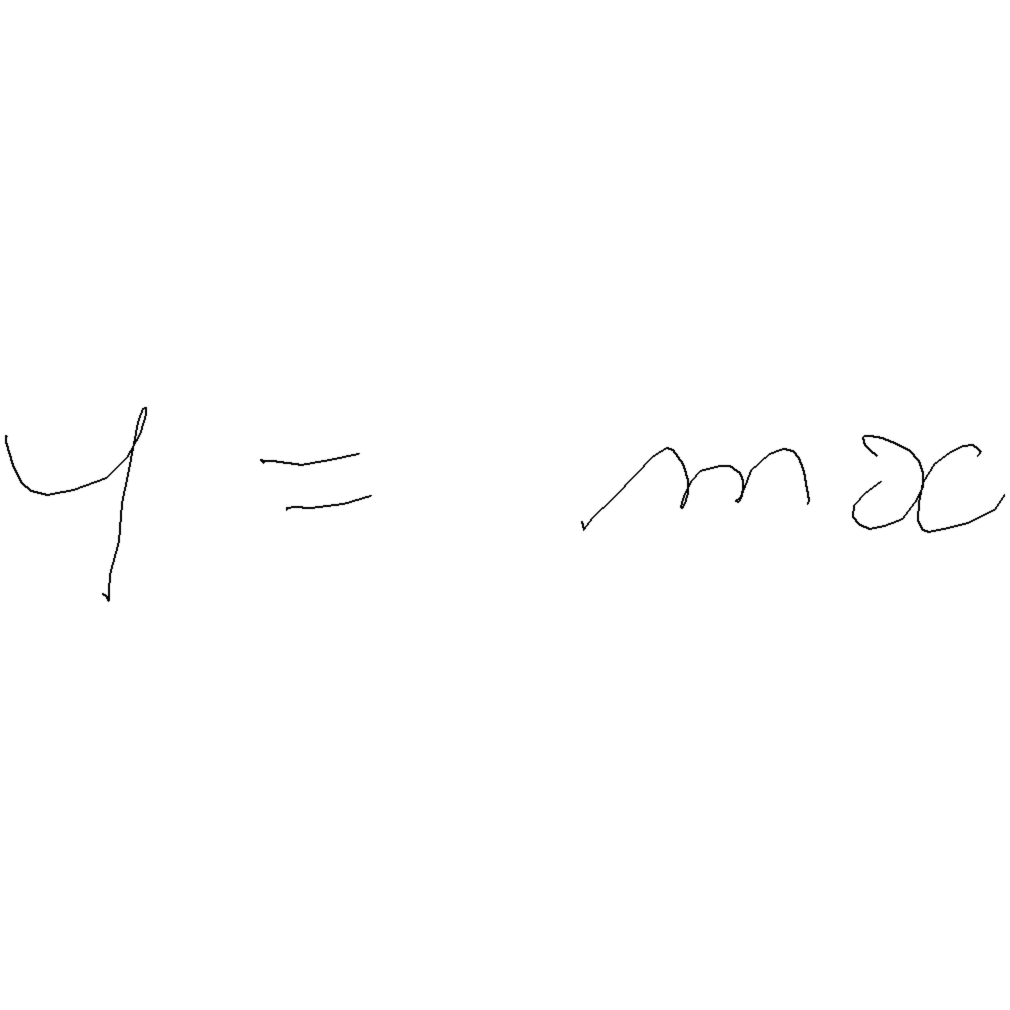 y = mx